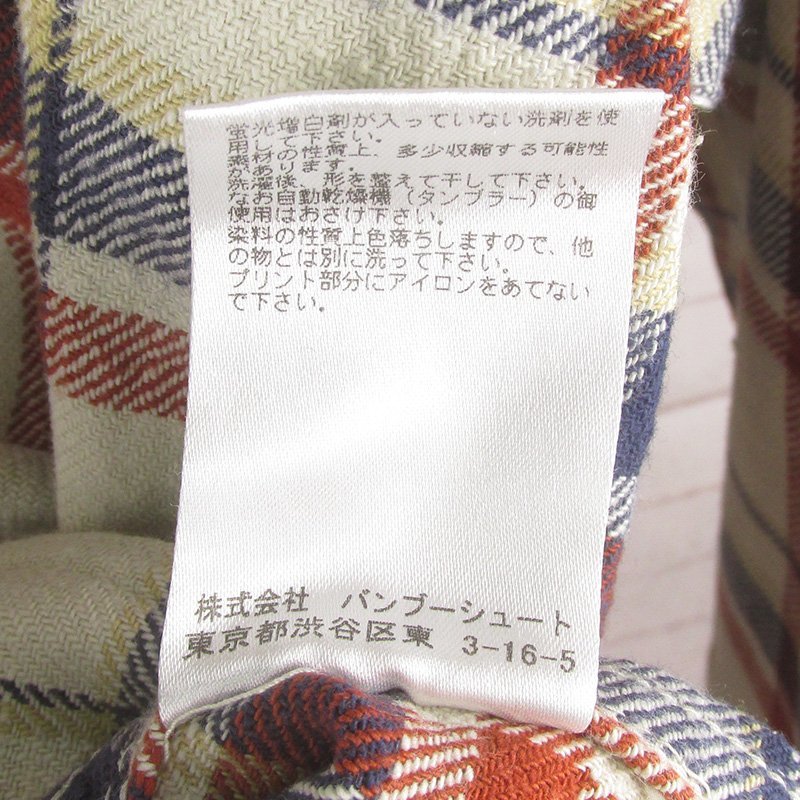 蛍光増白剤が入っていない洗剤を使
用して下さい。
素材の性質上、多少収縮する可能性
があります
洗濯後、形を整えて干して下さい。
なお自動乾燥機(タンブラー)の御
使用はおさけ下さい。
染料の性質上色落ちしますので、他
の物とは別に洗って下さい。
プリント部分にアイロンをあてない
で下さい。
株式会社 バンブーシュート
東京都渋谷区東 3-16-5